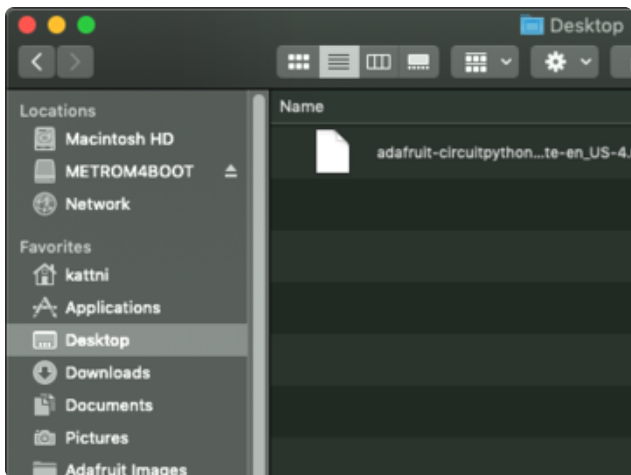 Desktop
Locations
Name
Macintosh HD
adafruit-circuitpython...te-en_US-4.
METROM4BOOT
Network
Favorites
kattni
Applications
Desktop
Downloads
Documents
Pictures
Adafruit Images